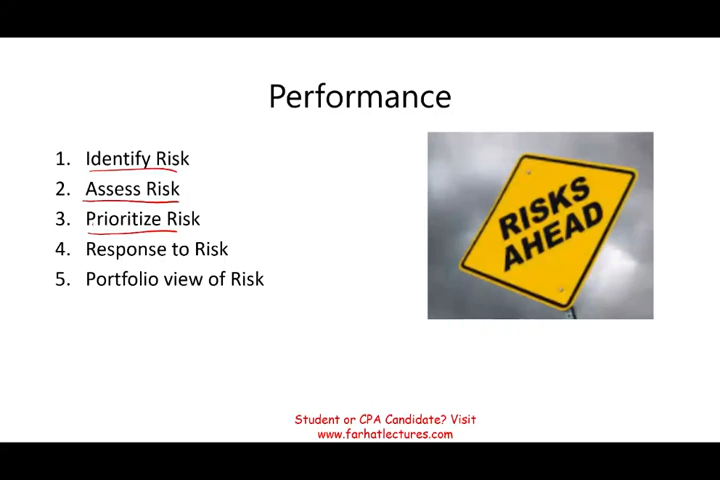 Performance
1. Identify Risk
2. Assess Risk
3. Prioritize Risk
4. Response to Risk
5. Portfolio view of Risk
RISKS
AHEAD
Student or CPA Candidate? Visit
www.farhatlectures.com